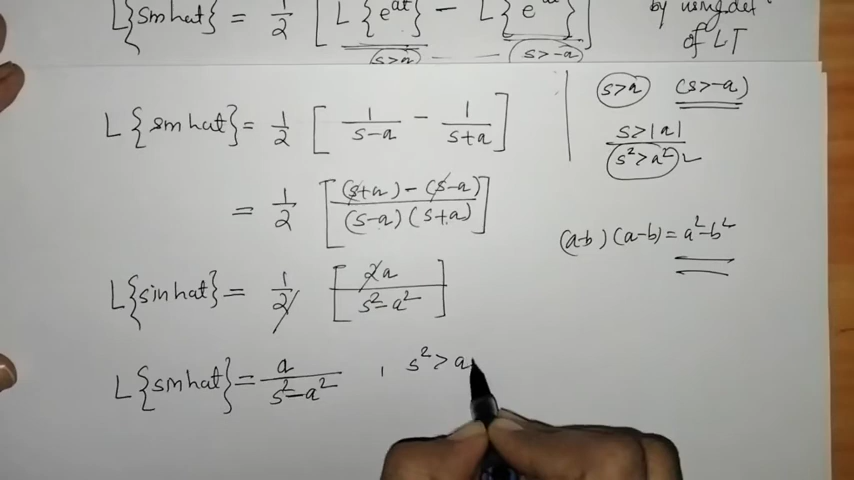 L{sinhat} = 1/2 [ L{e^at} - L{e^-at} ] by using def
(s>a) - - - - (s>-a) of LT
L{sinhat} = 1/2 [ 1/(s-a) - 1/(s+a) ]
= 1/2 [ (s+a)-(s-a) / (s-a)(s+a) ]
L{sinhat} = 1/2 [ 2a / s²-a² ]
L{sinhat} = a / s²-a² , s²>a
s>a (s>-a)
s>|a|
s²>a²
(a-b)(a-b)=a²-b²